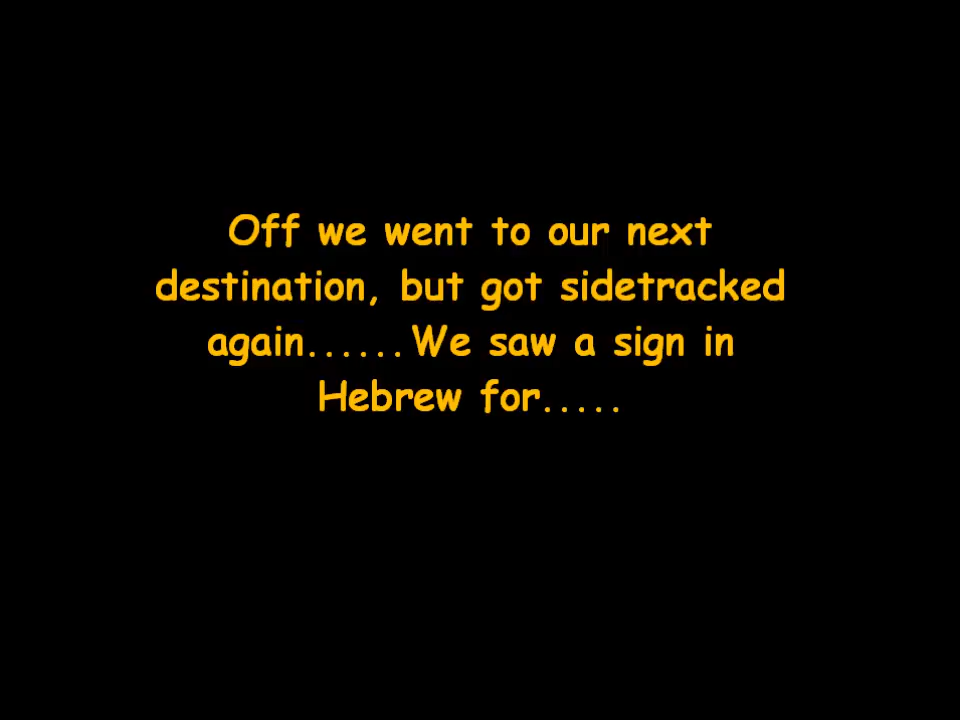 Off we went to our next
destination, but got sidetracked
again......We saw a sign in
Hebrew for.....